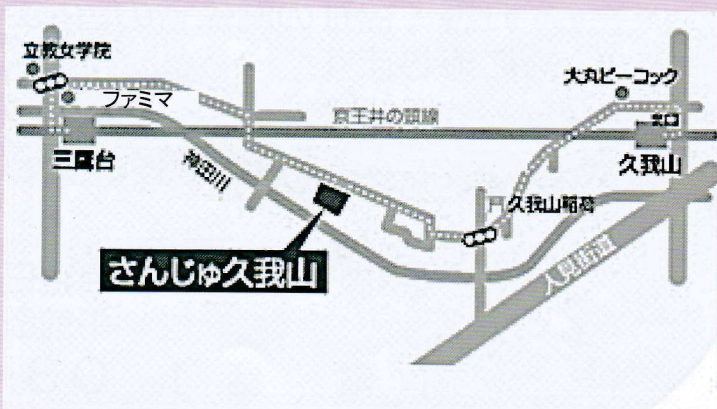 立教女学院
ファミマ
三鷹台
神田川
さんじゅ久我山
京王井の頭線
大丸ピーコック
北口
久我山
久我山稲荷
人見街道